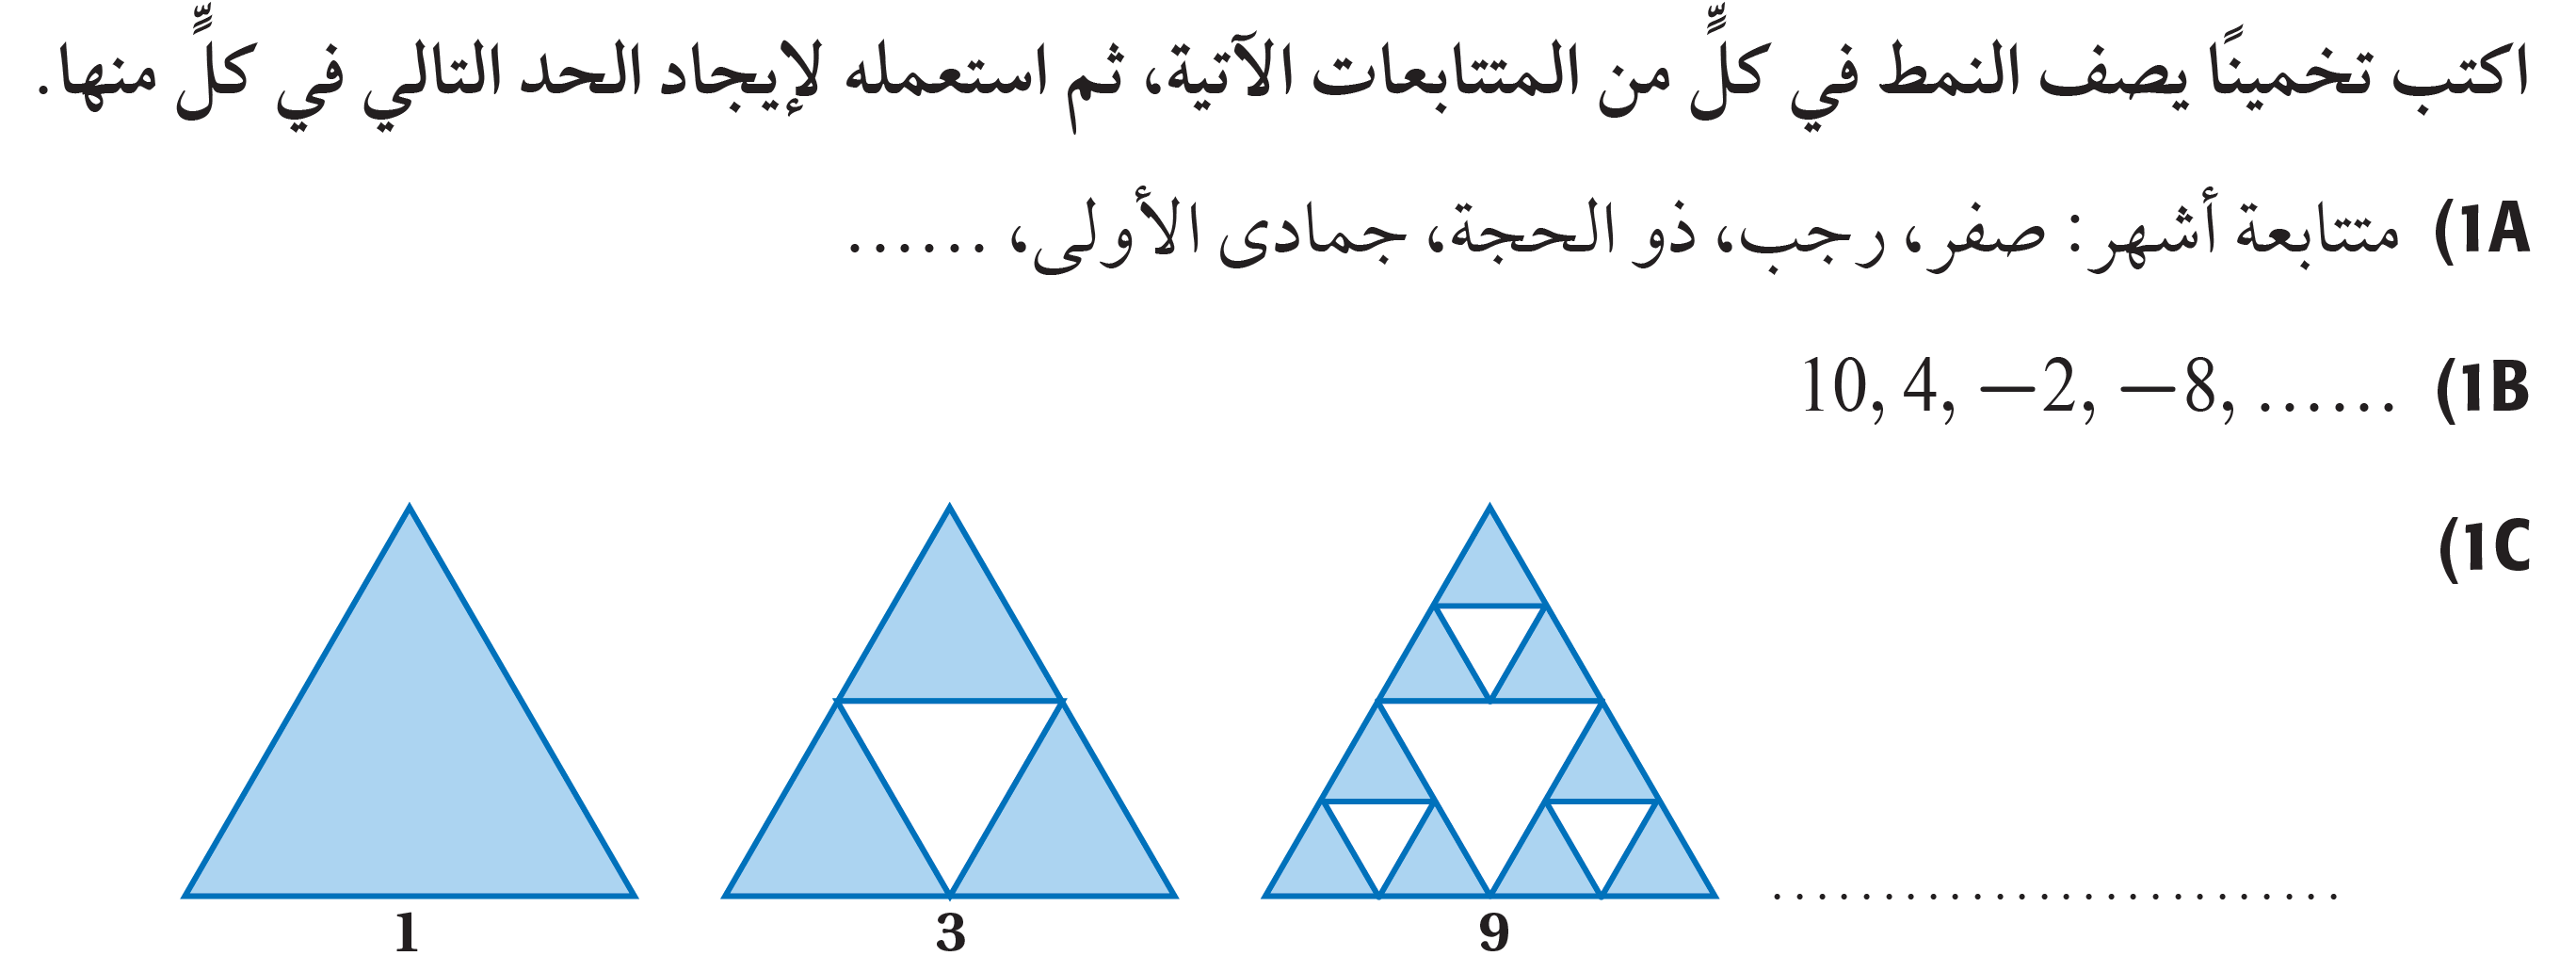 اكتب تخمينًا يصف النمط في كلٍّ من المتتابعات الآتية، ثم استعمله لإيجاد الحد التالي في كلٍّ منها.
1A) متتابعة أشهر: صفر، رجب، ذو الحجة، جمادى الأولى، ......
1B) 10, 4, −2, −8, ......
1C)
..........................
1 3 9